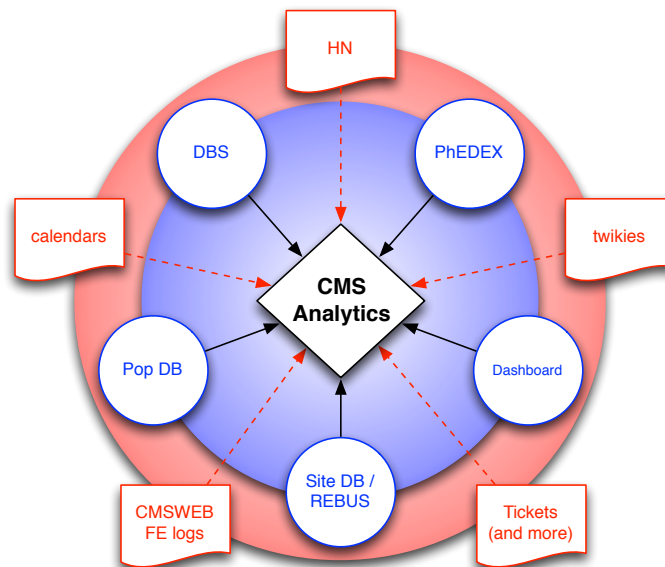 HN
DBS
PhEDEX
calendars
twikies
CMS
Analytics
Pop DB
Dashboard
Site DB /
REBUS
CMSWEB
FE logs
Tickets
(and more)